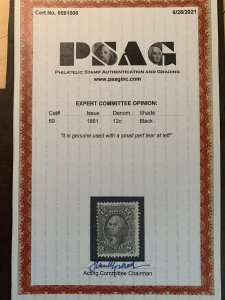 Cert No. 0591586
6/28/2021
PSAG
PHILATELIC STAMP AUTHENTICATION AND GRADING
www.psaginc.com
EXPERT COMMITTEE OPINION:
Cat# Issue Denom. Shade
69 1861 12c Black
"It is genuine used with a small perf tear at left".
Acting Committee Chairman